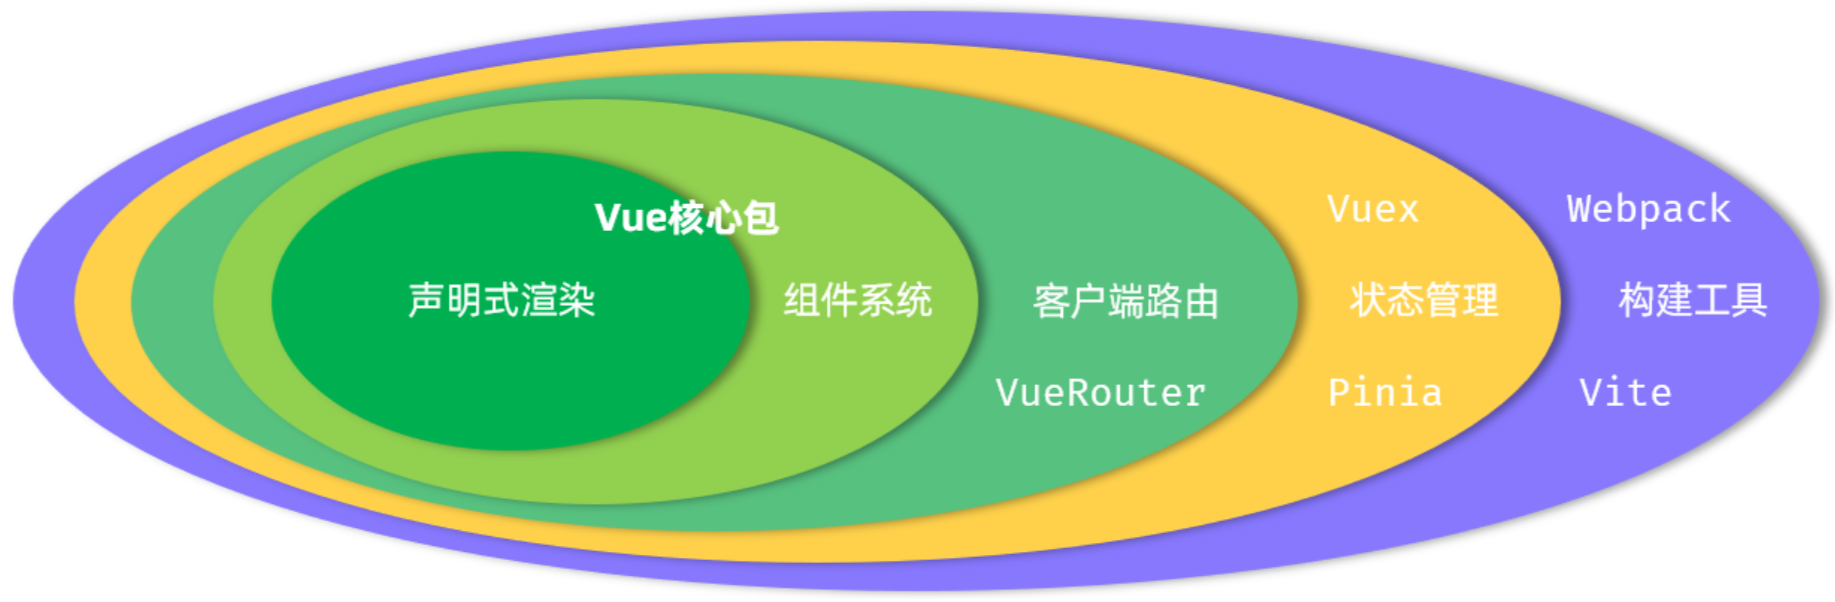 Vue核心包
声明式渲染
组件系统
客户端路由
VueRouter
Vuex
状态管理
Pinia
Webpack
构建工具
Vite